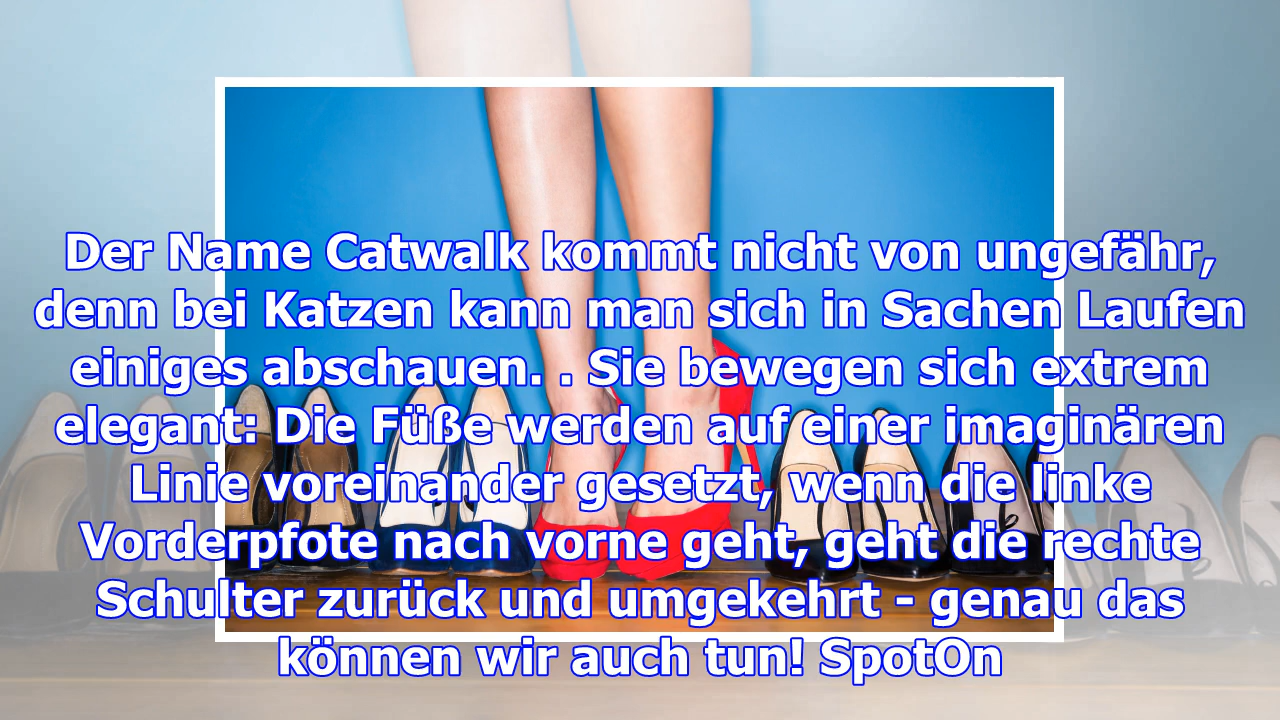 Der Name Catwalk kommt nicht von ungefähr,
denn bei Katzen kann man sich in Sachen Laufen
einiges abschauen. . Sie bewegen sich extrem
elegant: Die Füße werden auf einer imaginären
Linie voreinander gesetzt, wenn die linke
Vorderpfote nach vorne geht, geht die rechte
Schulter zurück und umgekehrt - genau das
können wir auch tun! SpotOn